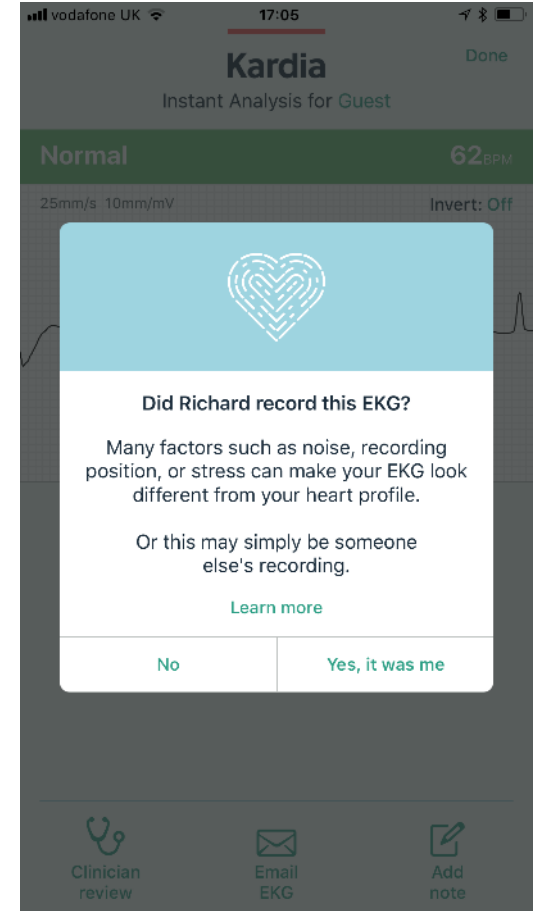 vodafone UK 17:05
Kardia
Done
Instant Analysis for Guest
Normal 62 BPM
25mm/s 10mm/mV Invert: Off
Did Richard record this EKG?
Many factors such as noise, recording
position, or stress can make your EKG look
different from your heart profile.
Or this may simply be someone
else's recording.
Learn more
No Yes, it was me
Clinician
review
Email
EKG
Add
note